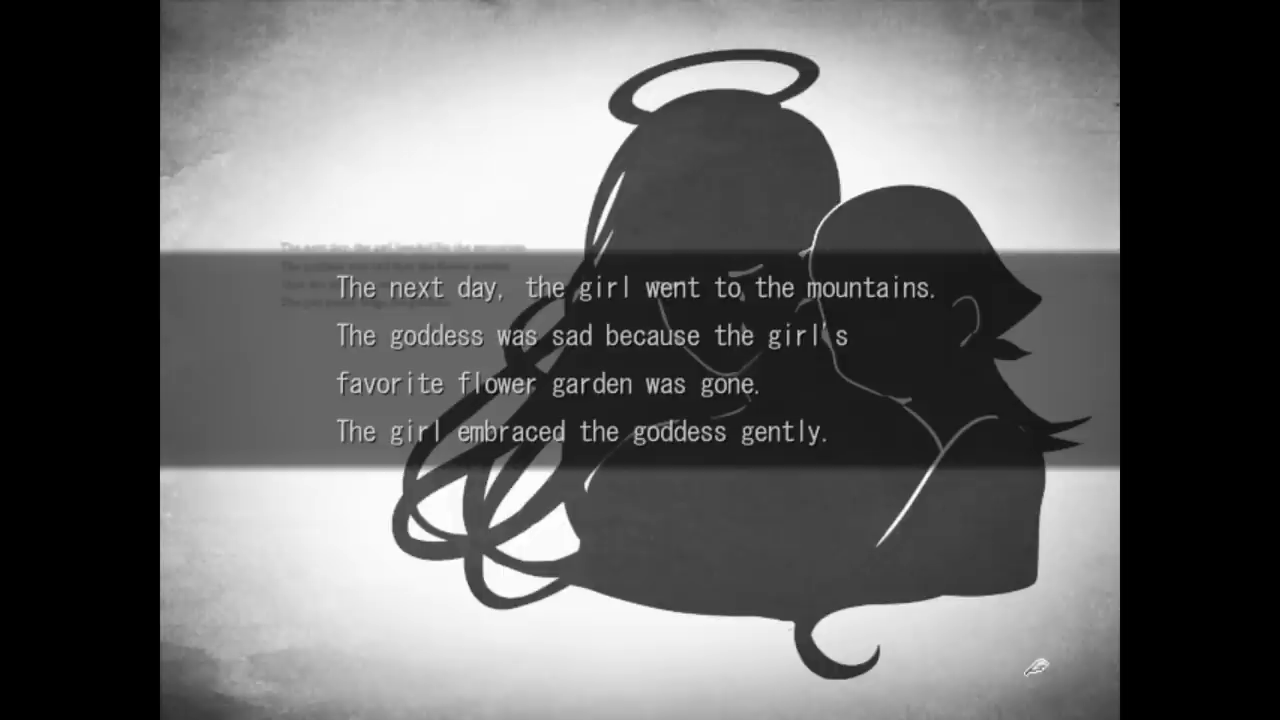 The next day, the girl went to the mountains.
The goddess was sad because the girl's
favorite flower garden was gone.
The girl embraced the goddess gently.